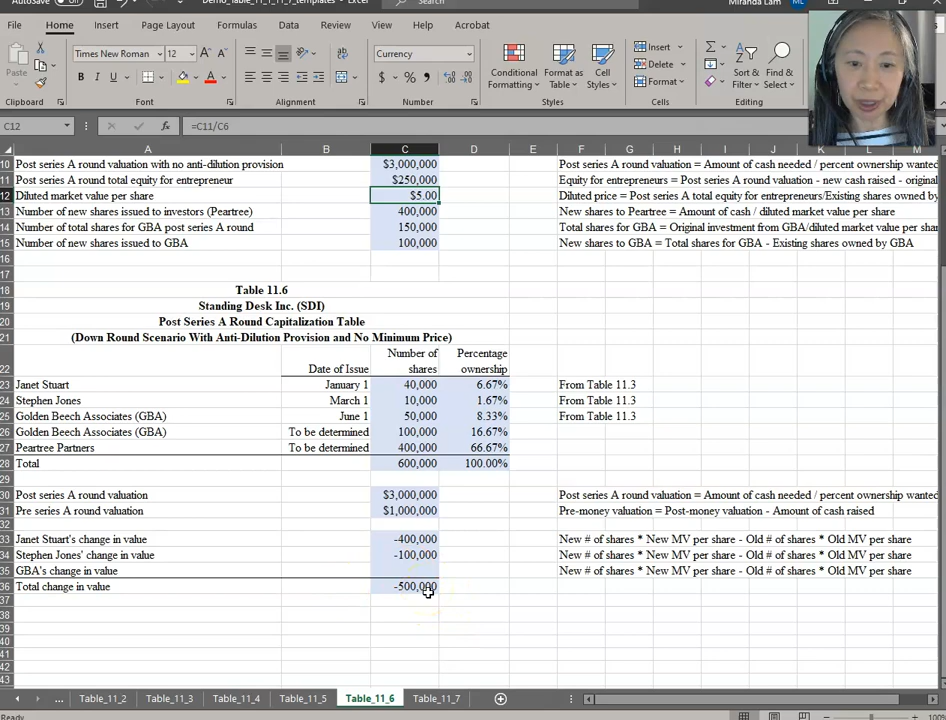 AutoSave Off Demo_Table_11_1_11_7_templates - Excel Miranda Lam ML
File Home Insert Page Layout Formulas Data Review View Help Acrobat
Times New Roman 12 Currency Insert
Paste Conditional Format as Cell Delete Sort & Find &
Formatting Table Styles Format Filter Select
Clipboard Font Alignment Number Styles Cells Editing
C12 fx =C11/C6
A B C D E F G H I J K L M
10 Post series A round valuation with no anti-dilution provision $3,000,000 Post series A round valuation = Amount of cash needed / percent ownership wanted
11 Post series A round total equity for entrepreneur $250,000 Equity for entrepreneurs = Post series A round valuation - new cash raised - original
12 Diluted market value per share $5.00 Diluted price = Post series A total equity for entrepreneurs/Existing shares owned by
13 Number of new shares issued to investors (Peartree) 400,000 New shares to Peartree = Amount of cash / diluted market value per share
14 Number of total shares for GBA post series A round 150,000 Total shares for GBA = Original investment from GBA/diluted market value per shar
15 Number of new shares issued to GBA 100,000 New shares to GBA = Total shares for GBA - Existing shares owned by GBA
16
17
18 Table 11.6
19 Standing Desk Inc. (SDI)
20 Post Series A Round Capitalization Table
21 (Down Round Scenario With Anti-Dilution Provision and No Minimum Price)
Number of Percentage
22 Date of Issue shares ownership
23 Janet Stuart January 1 40,000 6.67% From Table 11.3
24 Stephen Jones March 1 10,000 1.67% From Table 11.3
25 Golden Beech Associates (GBA) June 1 50,000 8.33% From Table 11.3
26 Golden Beech Associates (GBA) To be determined 100,000 16.67%
27 Peartree Partners To be determined 400,000 66.67%
28 Total 600,000 100.00%
29
30 Post series A round valuation $3,000,000 Post series A round valuation = Amount of cash needed / percent ownership wanted
31 Pre series A round valuation $1,000,000 Pre-money valuation = Post-money valuation - Amount of cash raised
32
33 Janet Stuart's change in value -400,000 New # of shares * New MV per share - Old # of shares * Old MV per share
34 Stephen Jones' change in value -100,000 New # of shares * New MV per share - Old # of shares * Old MV per share
35 GBA's change in value New # of shares * New MV per share - Old # of shares * Old MV per share
36 Total change in value -500,000
37
38
39
40
41
42
43
... Table_11_2 Table_11_3 Table_11_4 Table_11_5 Table_11_6 Table_11_7
Ready 100%